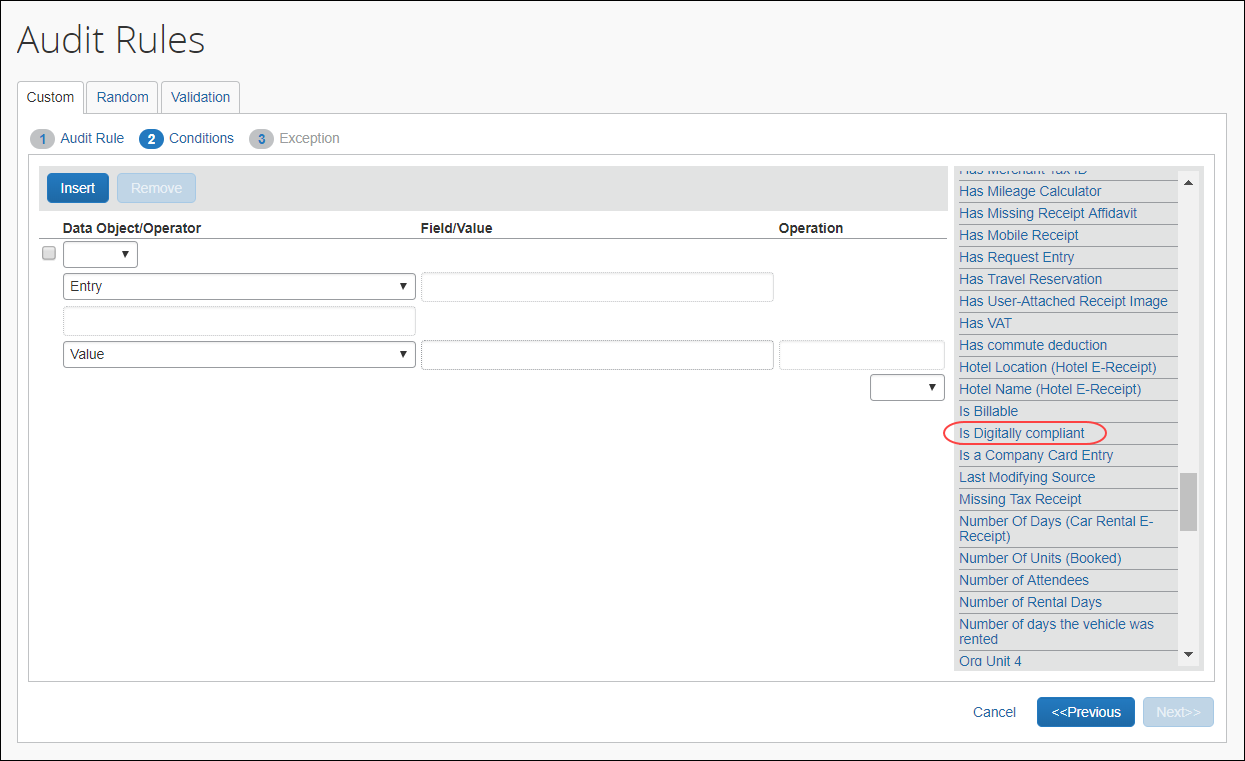 Audit Rules
Custom
Random
Validation
1 Audit Rule
2 Conditions
3 Exception
Insert
Remove
Data Object/Operator
Field/Value
Operation
Entry
Value
Has Merchant Tax ID
Has Mileage Calculator
Has Missing Receipt Affidavit
Has Mobile Receipt
Has Request Entry
Has Travel Reservation
Has User-Attached Receipt Image
Has VAT
Has commute deduction
Hotel Location (Hotel E-Receipt)
Hotel Name (Hotel E-Receipt)
Is Billable
Is Digitally compliant
Is a Company Card Entry
Last Modifying Source
Missing Tax Receipt
Number Of Days (Car Rental E-
Receipt)
Number Of Units (Booked)
Number of Attendees
Number of Rental Days
Number of days the vehicle was
rented
Org Unit 4
Cancel
<<Previous
Next>>